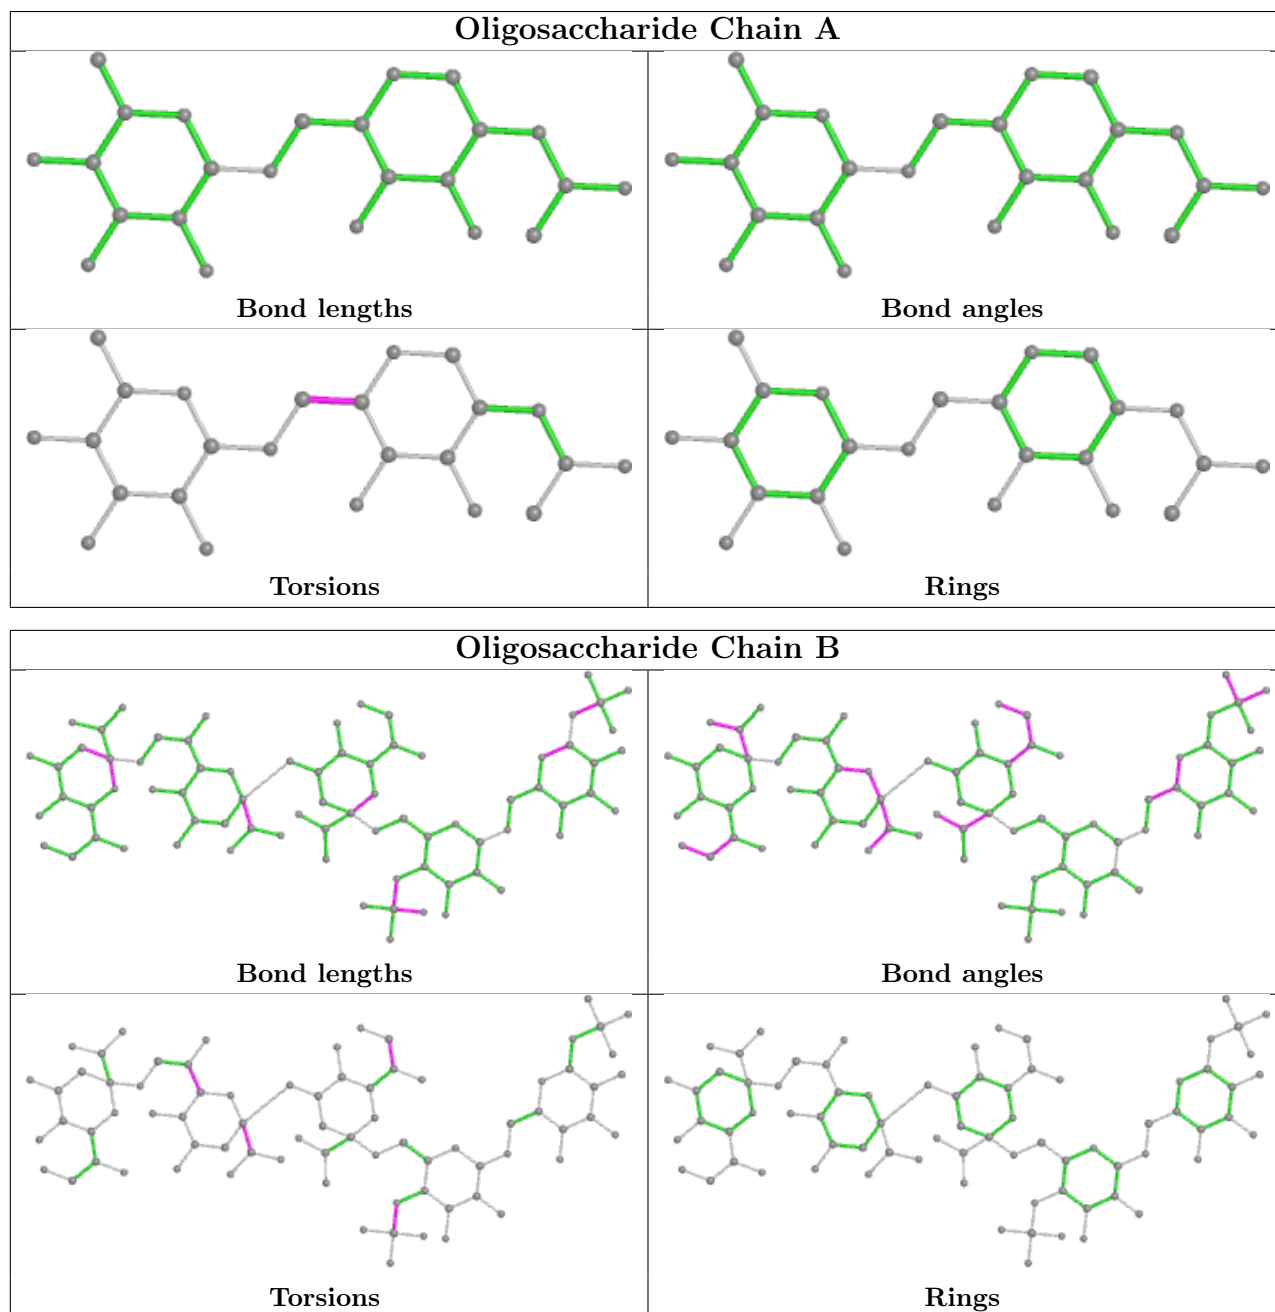 Oligosaccharide Chain A
Bond lengths
Bond angles
Torsions
Rings
Oligosaccharide Chain B
Bond lengths
Bond angles
Torsions
Rings